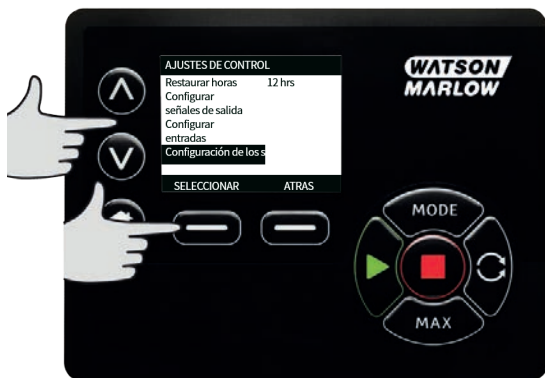 AJUSTES DE CONTROL
Restaurar horas 12 hrs
Configurar
señales de salida
Configurar
entradas
Configuración de los s
SELECCIONAR ATRAS
WATSON
MARLOW
MODE
MAX